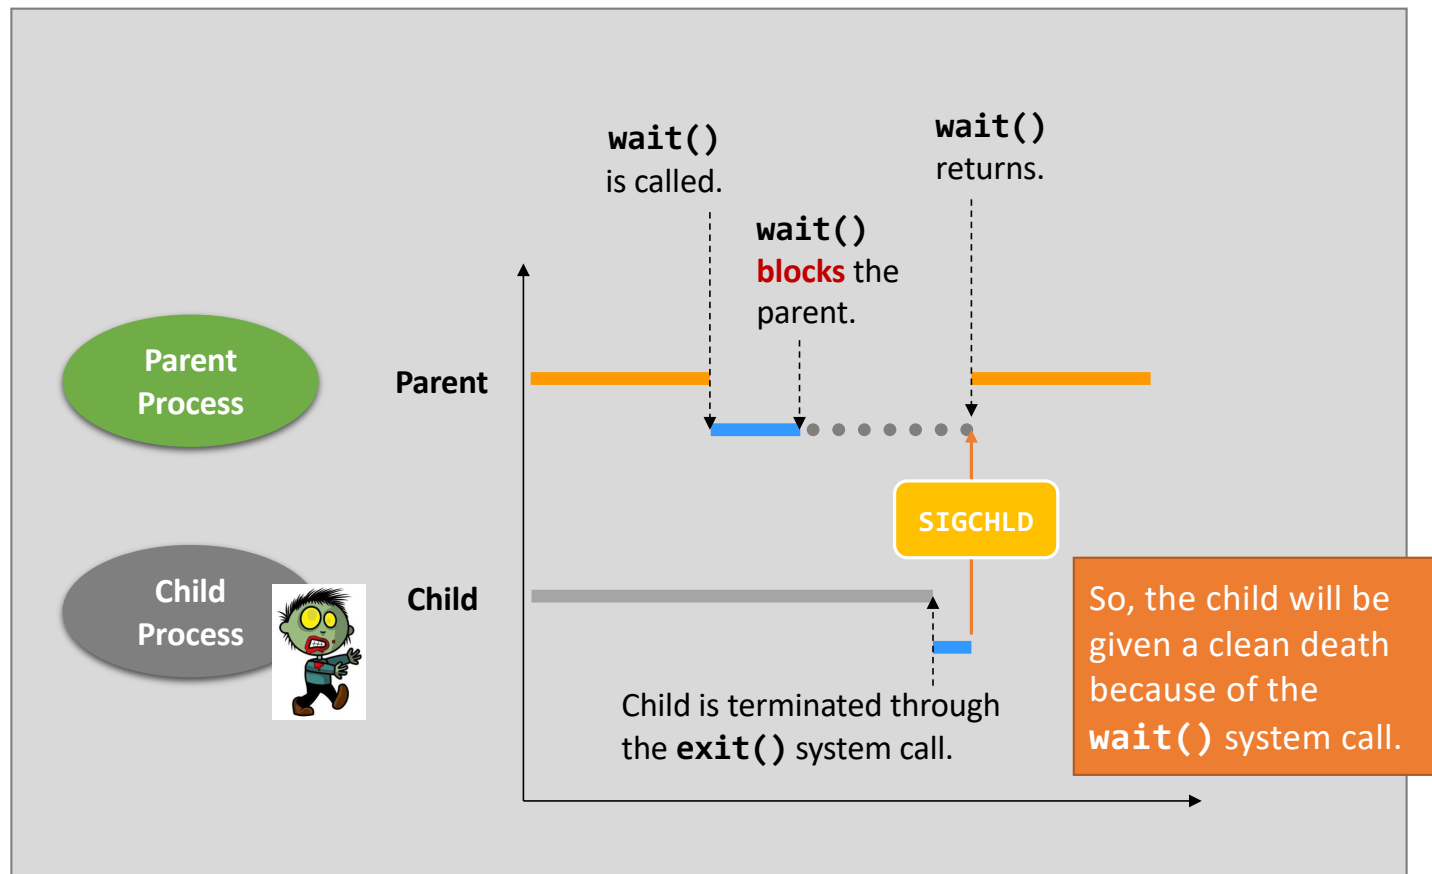 wait()
is called.
wait()
returns.
wait()
blocks the
parent.
Parent
Process
Parent
SIGCHLD
Child
Process
Child
Child is terminated through
the exit() system call.
So, the child will be
given a clean death
because of the
wait() system call.